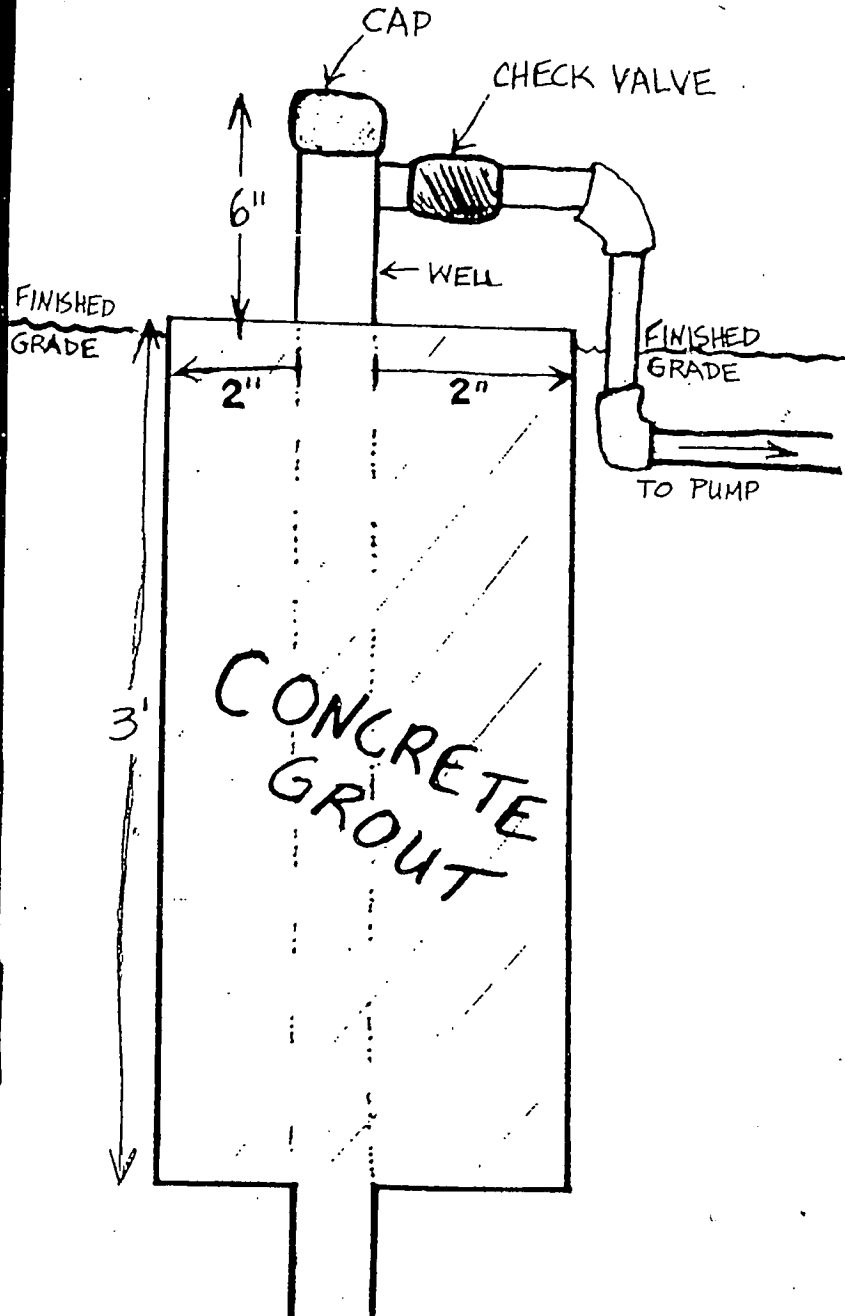 CAP
CHECK VALVE
6"
WELL
FINISHED
GRADE
FINISHED
GRADE
2"
2"
TO PUMP
3'
CONCRETE
GROUT